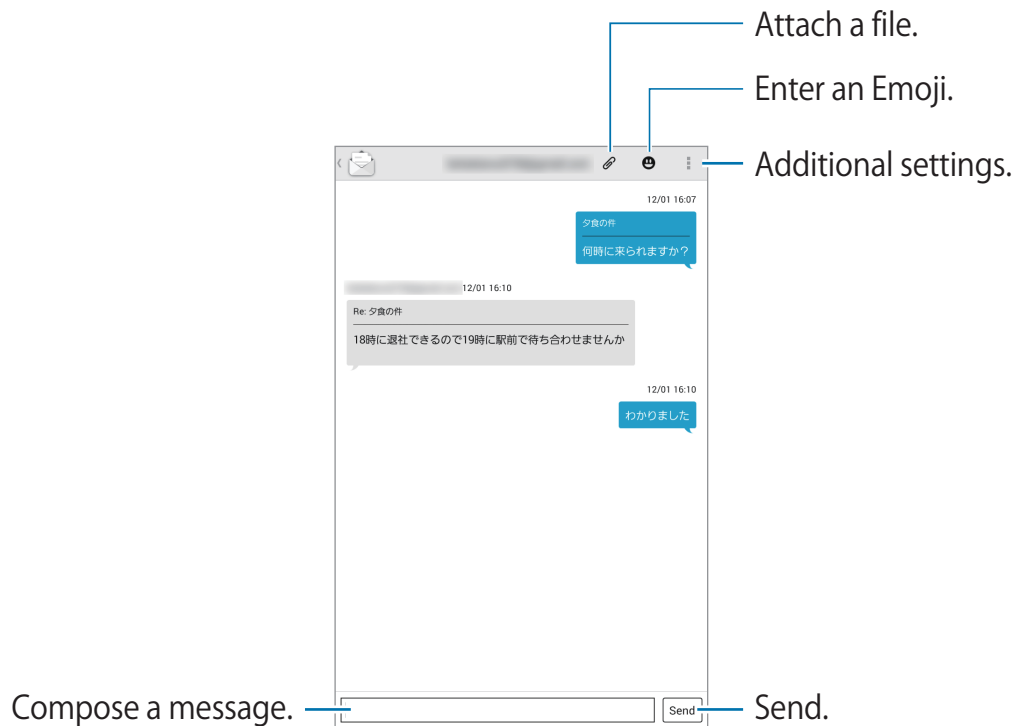 Attach a file.
Enter an Emoji.
Additional settings.
12/01 16:07
夕食の件
何時に来られますか？
12/01 16:10
Re: 夕食の件
18時に退社できるので19時に駅前で待ち合わせませんか
12/01 16:10
わかりました
Compose a message.
Send
Send.